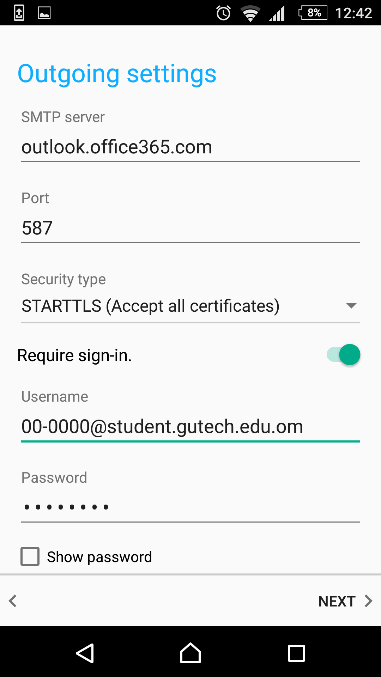 8% 12:42
Outgoing settings
SMTP server
outlook.office365.com
Port
587
Security type
STARTTLS (Accept all certificates)
Require sign-in.
Username
00-0000@student.gutech.edu.om
Password
••••••••
Show password
NEXT